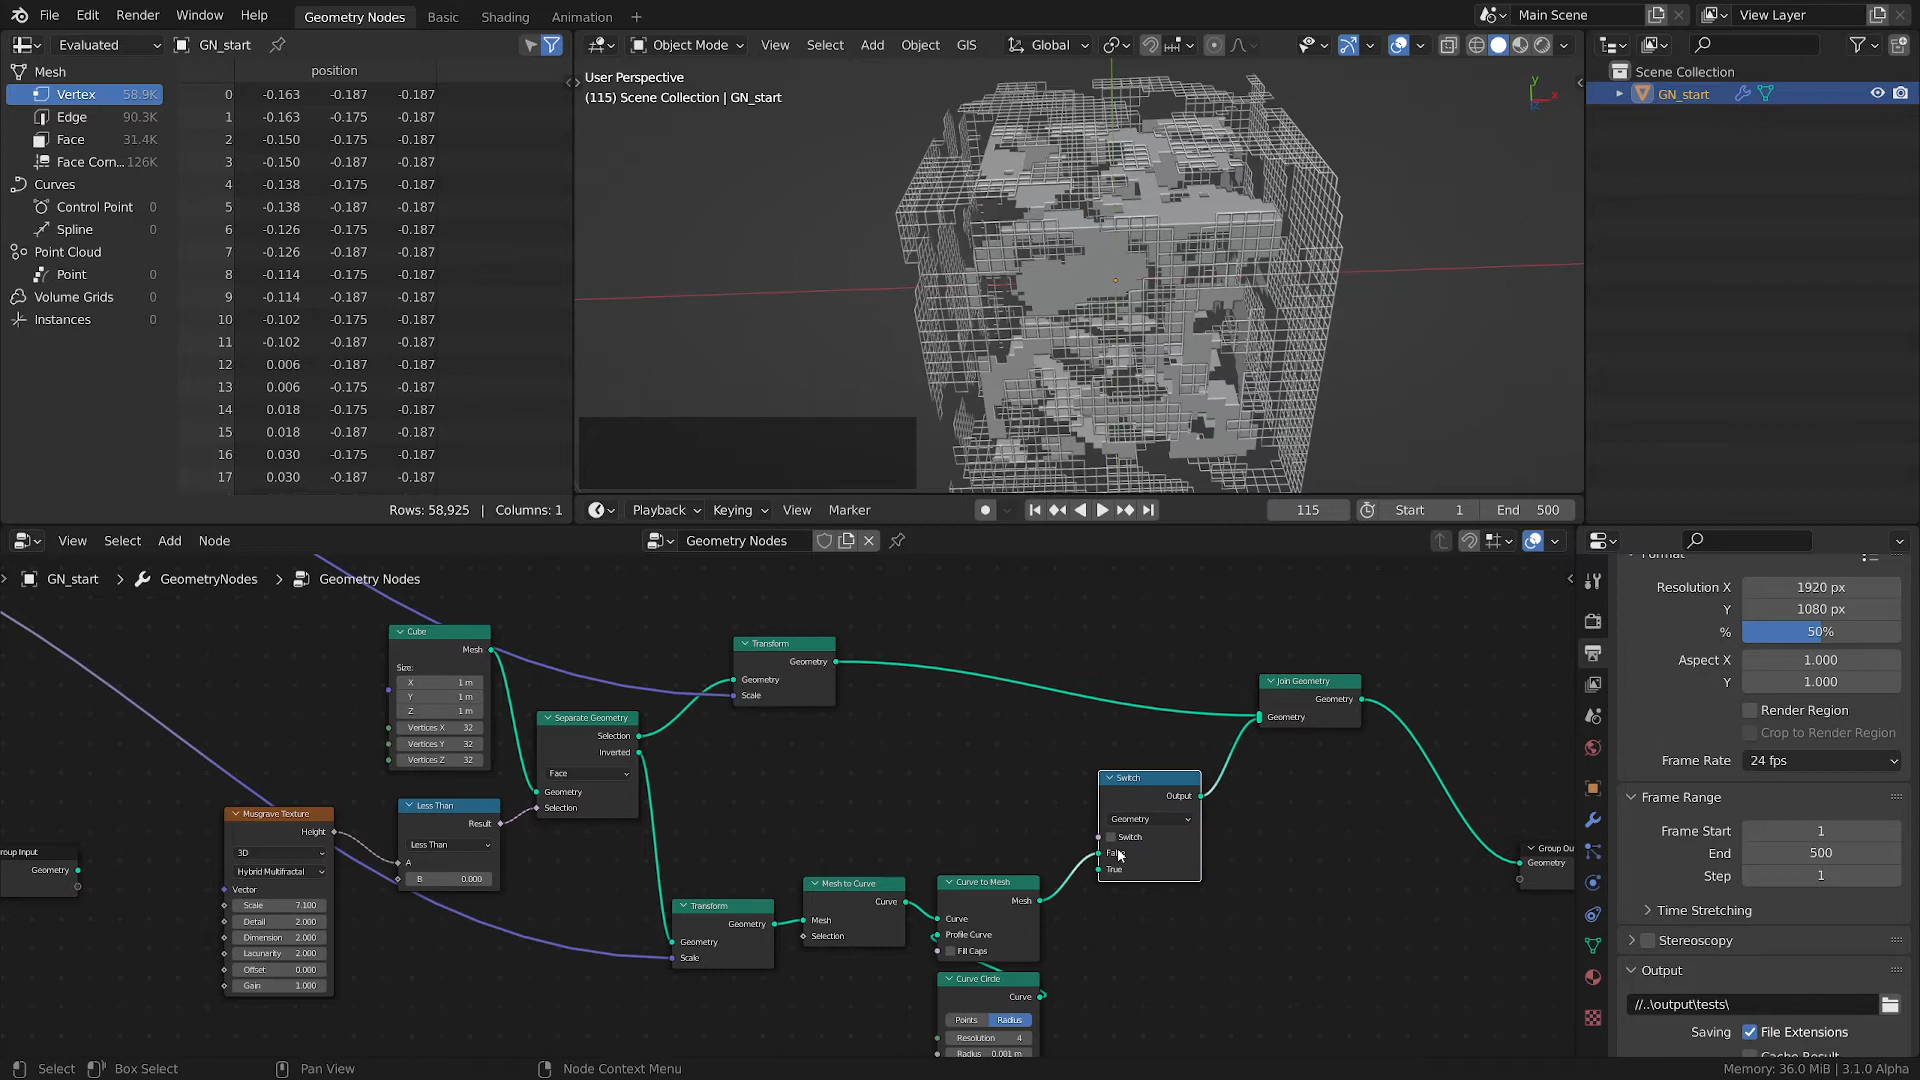 File Edit Render Window Help Geometry Nodes Basic Shading Animation + Main Scene View Layer
Evaluated GN_start Object Mode View Select Add Object GIS Global
Mesh position
Vertex 58.9K
Edge 90.3K
Face 31.4K
Face Corn... 126K
Curves
Control Point 0
Spline 0
Point Cloud
Point 0
Volume Grids 0
Instances 0
0 -0.163 -0.187 -0.187
1 -0.163 -0.175 -0.187
2 -0.150 -0.175 -0.187
3 -0.150 -0.187 -0.187
4 -0.138 -0.175 -0.187
5 -0.138 -0.187 -0.187
6 -0.126 -0.175 -0.187
7 -0.126 -0.187 -0.187
8 -0.114 -0.175 -0.187
9 -0.114 -0.187 -0.187
10 -0.102 -0.175 -0.187
11 -0.102 -0.187 -0.187
12 0.006 -0.187 -0.187
13 0.006 -0.175 -0.187
14 0.018 -0.175 -0.187
15 0.018 -0.187 -0.187
16 0.030 -0.175 -0.187
17 0.030 -0.187 -0.187
Rows: 58,925 | Columns: 1
User Perspective
(115) Scene Collection | GN_start
Y
X
Z
Scene Collection
GN_start
Playback Keying View Marker 115 Start 1 End 500
View Select Add Node Geometry Nodes
GN_start > GeometryNodes > Geometry Nodes
Cube
Mesh
Size:
X 1 m
Y 1 m
Z 1 m
Vertices X 32
Vertices Y 32
Vertices Z 32
Transform
Geometry
Geometry
Scale
Separate Geometry
Selection
Inverted
Face
Geometry
Selection
Join Geometry
Geometry
Geometry
Switch
Output
Geometry
Switch
False
True
Musgrave Texture
Height
3D
Hybrid Multifractal
Vector
Scale 7.100
Detail 2.000
Dimension 2.000
Lacunarity 2.000
Offset 0.000
Gain 1.000
Less Than
Result
Less Than
A
B 0.000
roup Input
Geometry
Group Ou
Geometry
Transform
Geometry
Geometry
Scale
Mesh to Curve
Curve
Mesh
Selection
Curve to Mesh
Mesh
Curve
Profile Curve
Fill Caps
Curve Circle
Curve
Points Radius
Resolution 4
Radius 0.001 m
Format
Resolution X 1920 px
Y 1080 px
% 50%
Aspect X 1.000
Y 1.000
Render Region
Crop to Render Region
Frame Rate 24 fps
Frame Range
Frame Start 1
End 500
Step 1
Time Stretching
Stereoscopy
Output
//..\output\tests\
Saving File Extensions
Cache Result
Select Box Select Pan View Node Context Menu Memory: 36.0 MiB | 3.1.0 Alpha